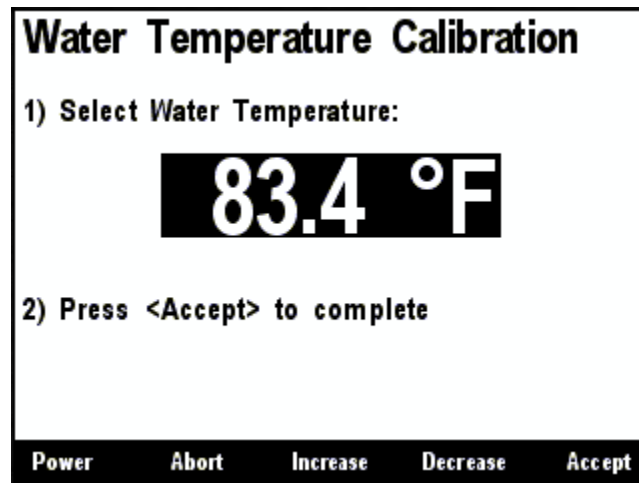 Water Temperature Calibration
1) Select Water Temperature:
83.4 °F
2) Press <Accept> to complete
Power Abort Increase Decrease Accept